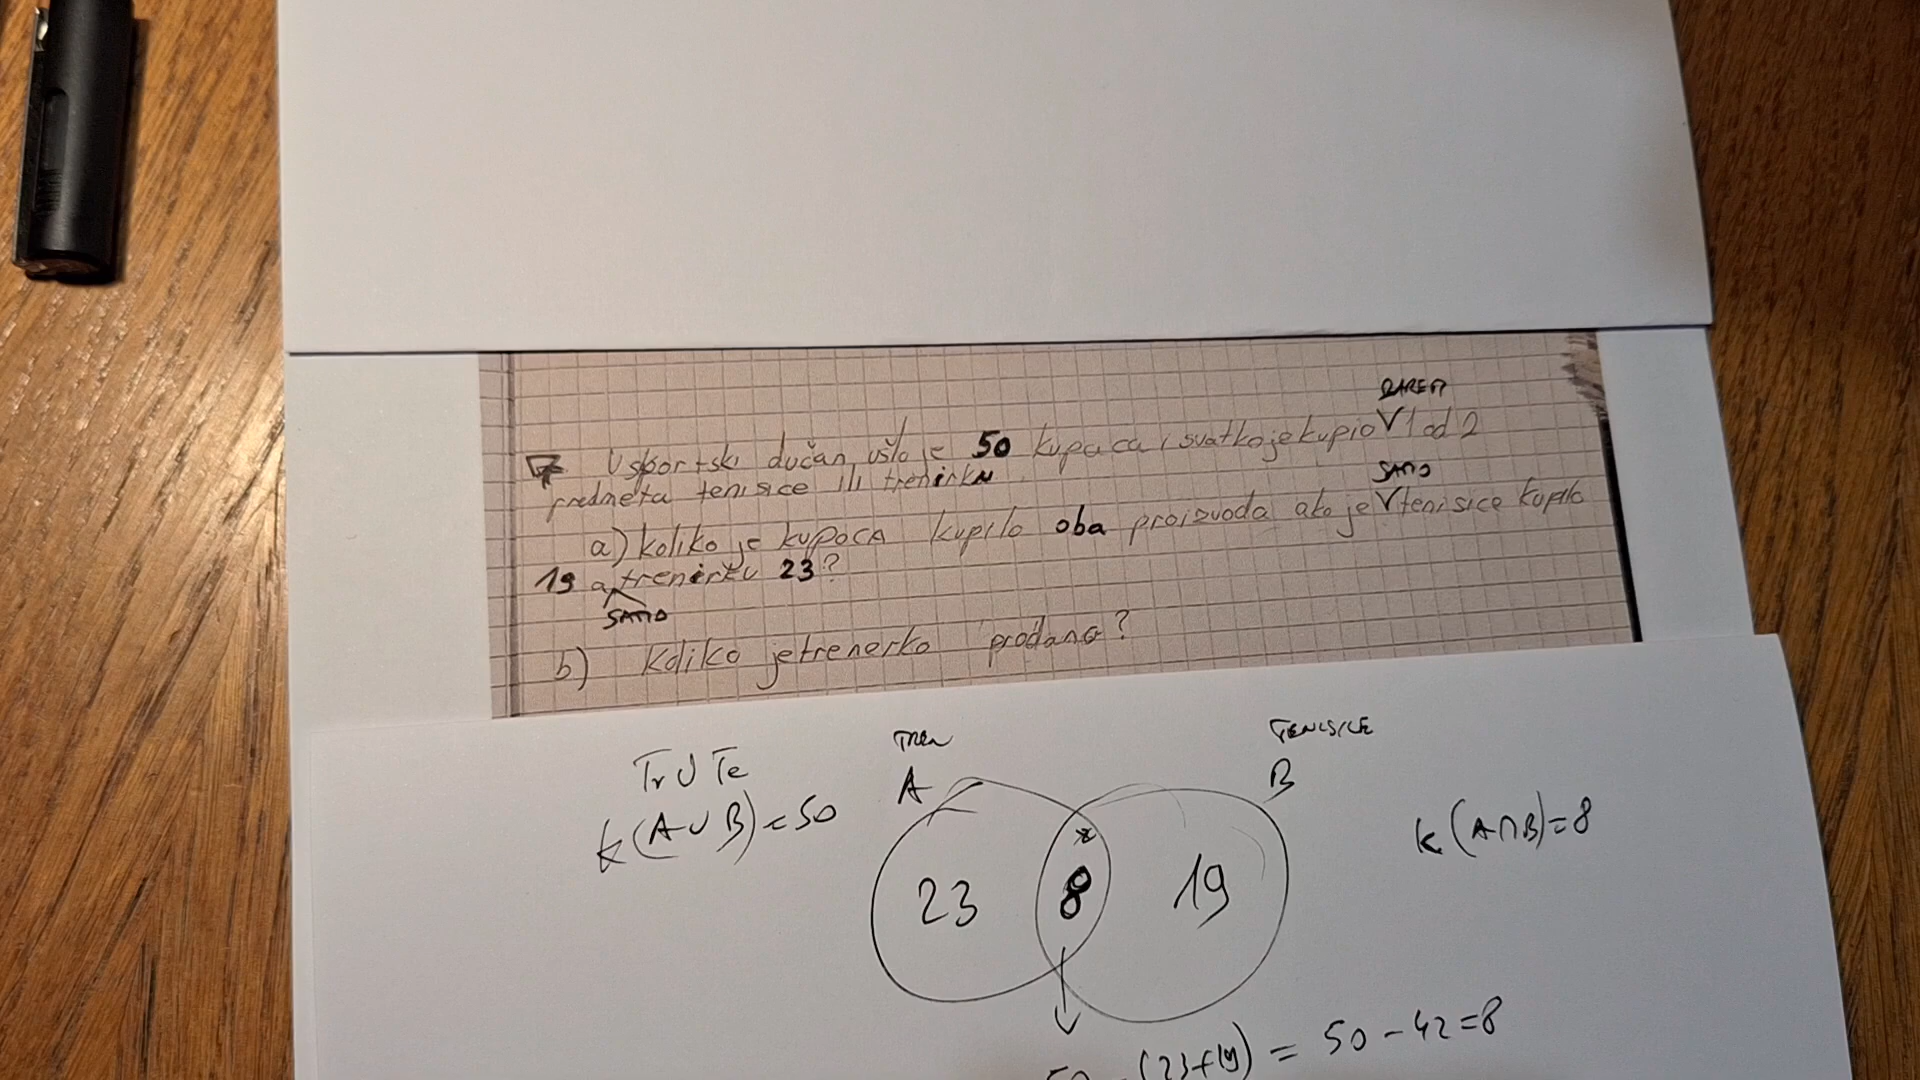 BAREM
U sportski dućan ušlo je 50 kupaca i svatko je kupio V 1 od 2
predmeta tenisice ili trenirku
SAMO
a) koliko je kupaca kupilo oba proizvoda ako je V tenisice kupilo
19 a trenirku 23?
SAMO
b) Koliko je trenerko prodano?
Tr ∪ Te
k(A∪B)=50
TREN
A
TENISICE
B
k(A∩B)=8
23
8
19
50-(23+19) = 50-42=8